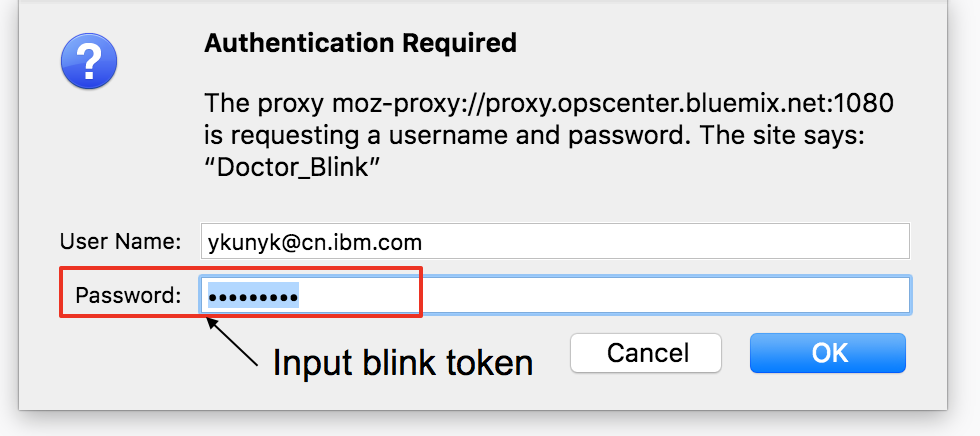 ?
Authentication Required
The proxy moz-proxy://proxy.opscenter.bluemix.net:1080
is requesting a username and password. The site says:
“Doctor_Blink”
User Name: ykunyk@cn.ibm.com
Password: •••••••••
Input blink token
Cancel OK